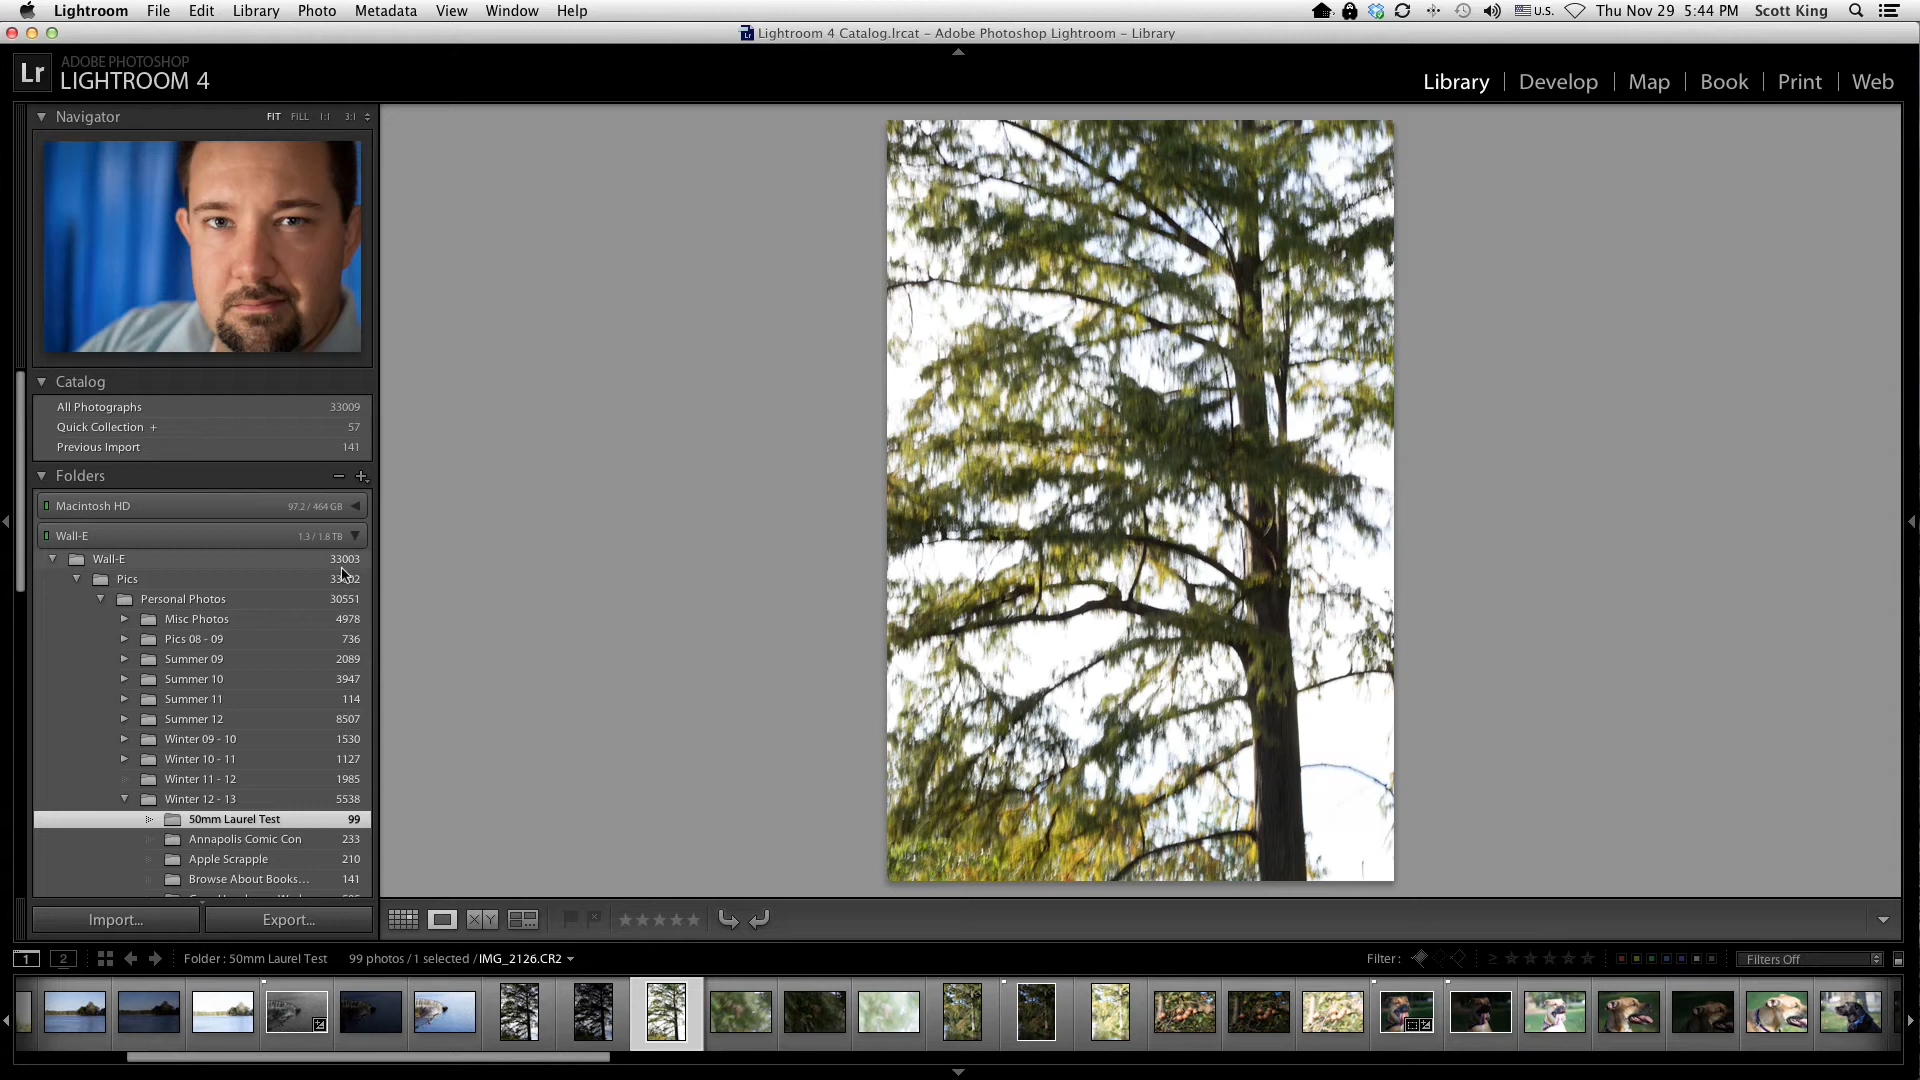 Lightroom File Edit Library Photo Metadata View Window Help U.S. Thu Nov 29 5:44 PM Scott King
Lightroom 4 Catalog.lrcat – Adobe Photoshop Lightroom – Library
Lr ADOBE PHOTOSHOP
LIGHTROOM 4
Library | Develop | Map | Book | Print | Web
Navigator FIT FILL 1:1 3:1
Catalog
All Photographs 33009
Quick Collection + 57
Previous Import 141
Folders
Macintosh HD 97.2 / 464 GB
Wall-E 1.3 / 1.8 TB
Wall-E 33003
Pics
Personal Photos 30551
Misc Photos 4978
Pics 08 - 09 736
Summer 09 2089
Summer 10 3947
Summer 11 114
Summer 12 8507
Winter 09 - 10 1530
Winter 10 - 11 1127
Winter 11 - 12 1985
Winter 12 - 13 5538
50mm Laurel Test 99
Annapolis Comic Con 233
Apple Scrapple 210
Browse About Books... 141
Import... Export...
XY
1 2 Folder : 50mm Laurel Test 99 photos / 1 selected / IMG_2126.CR2 Filter : ≥ Filters Off